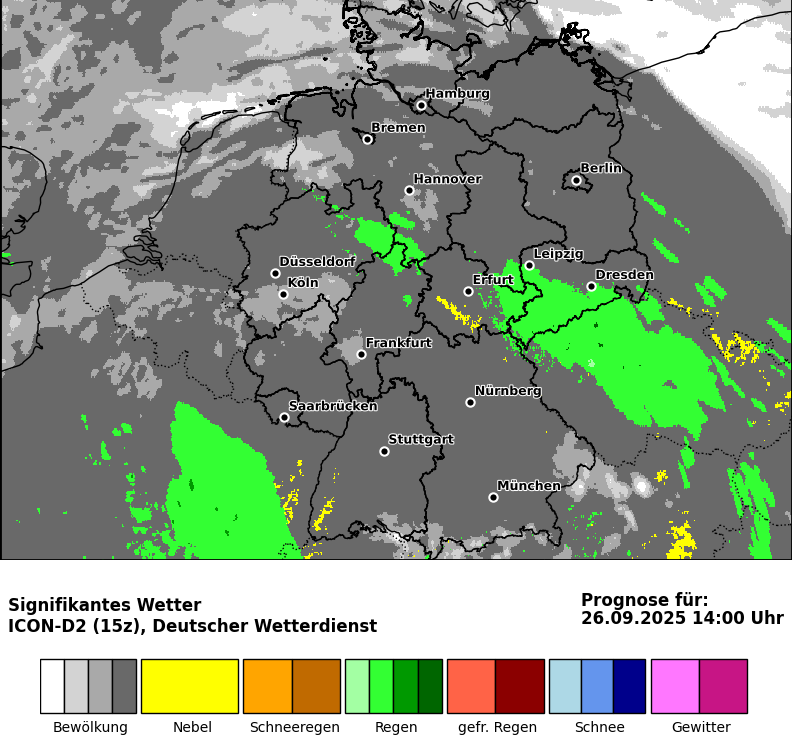 Hamburg
Bremen
Berlin
Hannover
Leipzig
Düsseldorf
Dresden
Köln
Erfurt
Frankfurt
Nürnberg
Saarbrücken
Stuttgart
München
Signifikantes Wetter
ICON-D2 (15z), Deutscher Wetterdienst
Prognose für:
26.09.2025 14:00 Uhr
Bewölkung Nebel Schneeregen Regen gefr. Regen Schnee Gewitter